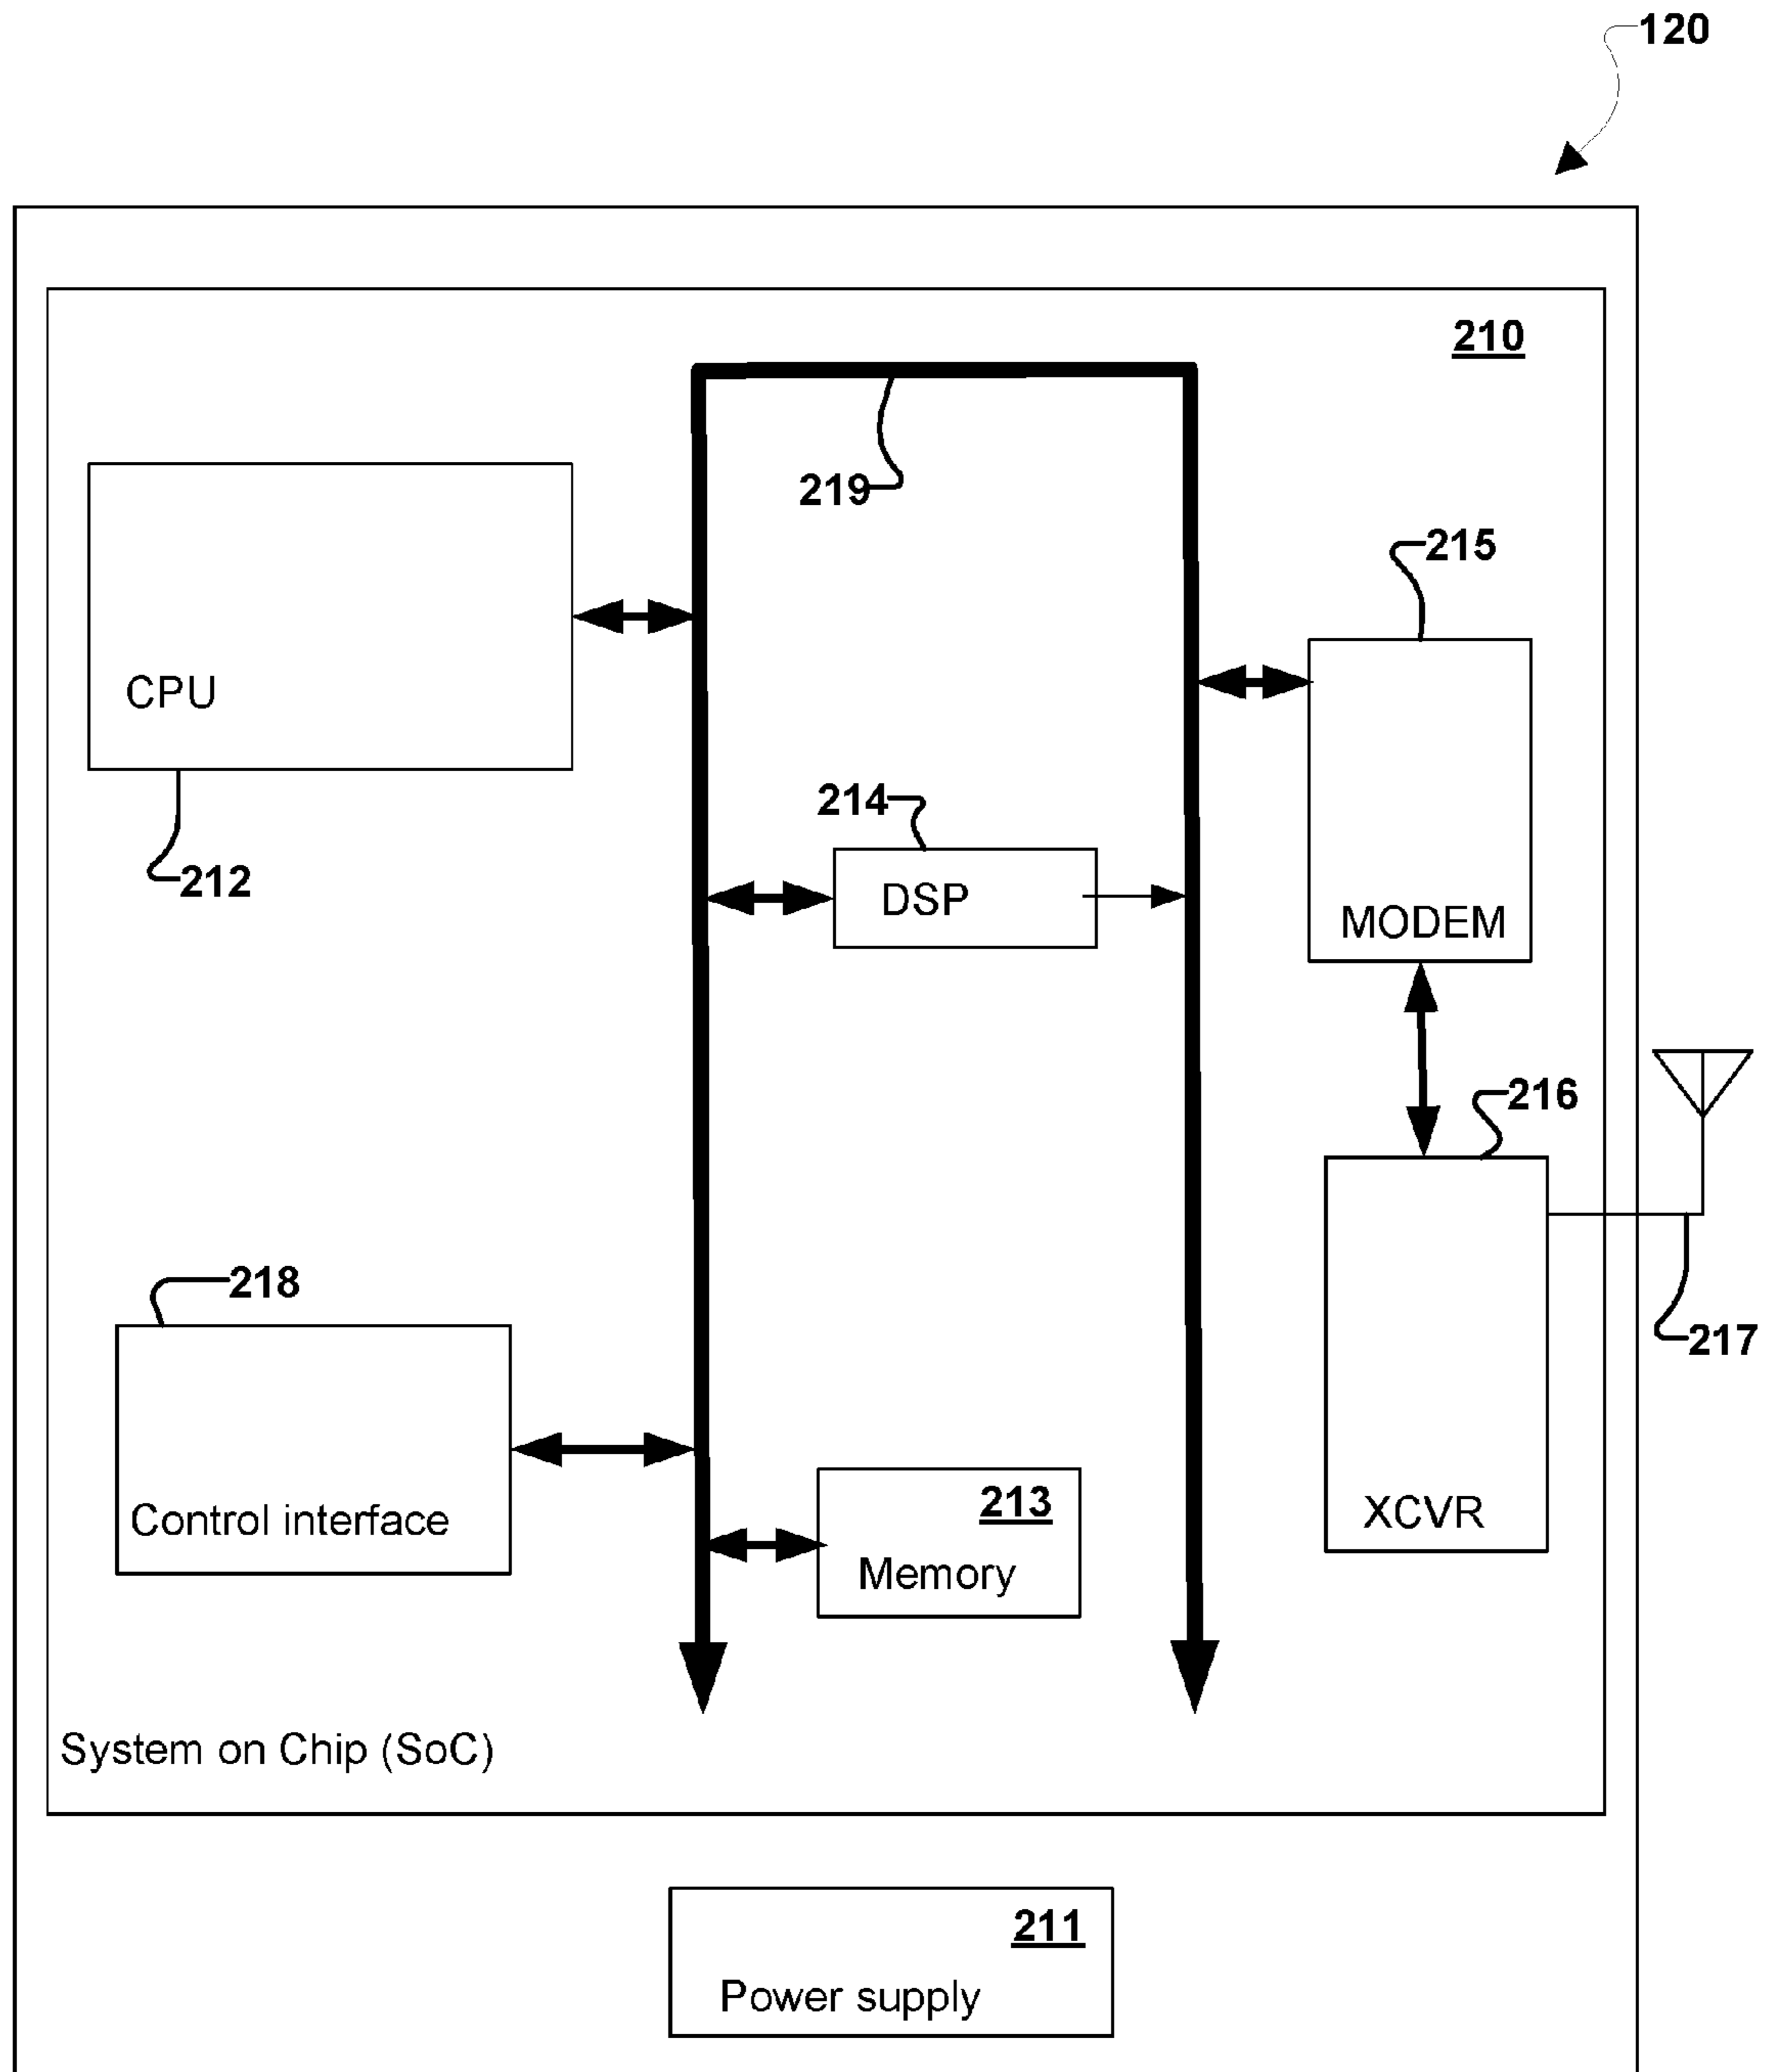 120
210
219
215
CPU
214
212
DSP
MODEM
216
218
217
213
Control interface
XCVR
Memory
System on Chip (SoC)
211
Power supply